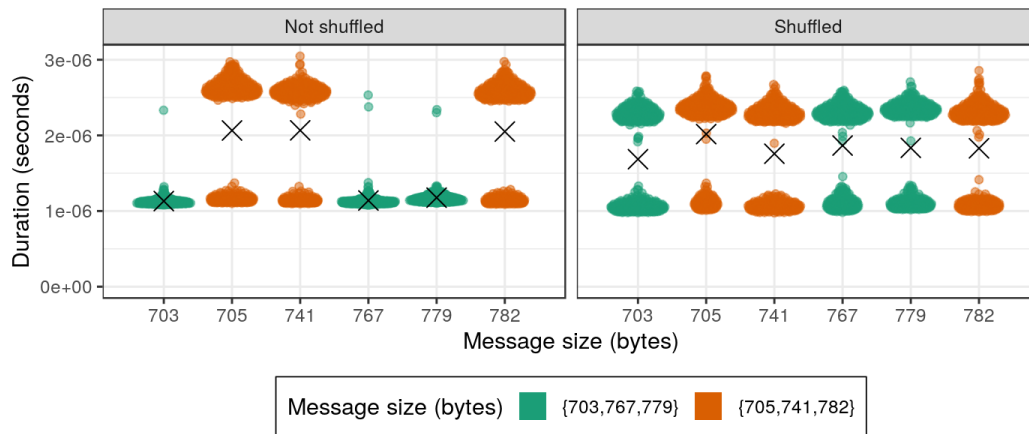 Not shuffled
Shuffled
Duration (seconds)
3e-06
2e-06
1e-06
0e+00
703 705 741 767 779 782
703 705 741 767 779 782
Message size (bytes)
Message size (bytes) {703,767,779} {705,741,782}